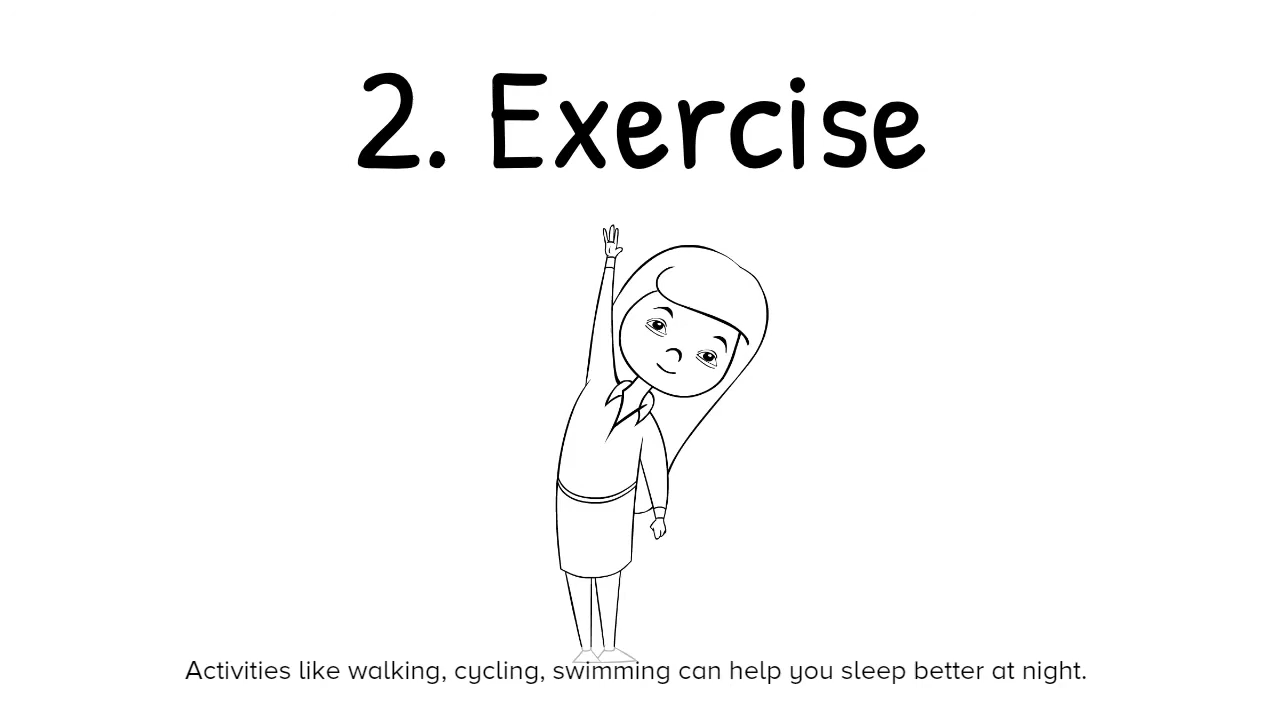 2. Exercise
Activities like walking, cycling, swimming can help you sleep better at night.